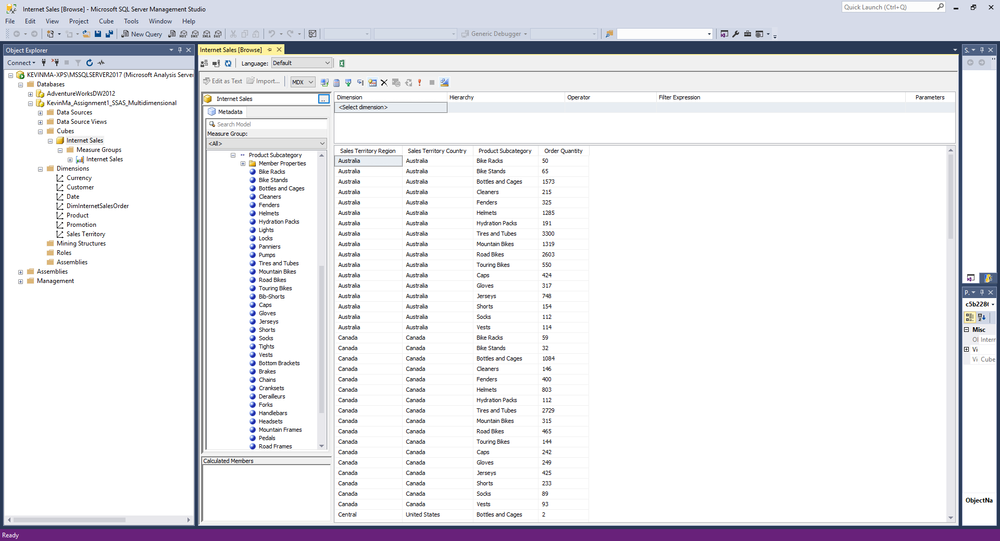 Internet Sales [Browse] - Microsoft SQL Server Management Studio
Quick Launch (Ctrl+Q)
File Edit View Project Cube Tools Window Help
New Query
MDX DMX XMLA DAX
Generic Debugger
Object Explorer
Connect
KEVINMA-XPS\MSSQLSERVER2017 (Microsoft Analysis Server
Databases
AdventureWorksDW2012
KevinMa_Assignment1_SSAS_Multidimensional
Data Sources
Data Source Views
Cubes
Internet Sales
Measure Groups
Internet Sales
Dimensions
Currency
Customer
Date
DimInternetSalesOrder
Product
Promotion
Sales Territory
Mining Structures
Roles
Assemblies
Assemblies
Management
Internet Sales [Browse]
Language: Default
Edit as Text Import... MDX
Internet Sales
..
Metadata
Search Model
Measure Group:
<All>
Product Subcategory
Member Properties
Bike Racks
Bike Stands
Bottles and Cages
Cleaners
Fenders
Helmets
Hydration Packs
Lights
Locks
Panniers
Pumps
Tires and Tubes
Mountain Bikes
Road Bikes
Touring Bikes
Bib-Shorts
Caps
Gloves
Jerseys
Shorts
Socks
Tights
Vests
Bottom Brackets
Brakes
Chains
Cranksets
Derailleurs
Forks
Handlebars
Headsets
Mountain Frames
Pedals
Road Frames
Calculated Members
Dimension Hierarchy Operator Filter Expression Parameters
<Select dimension>
Sales Territory Region Sales Territory Country Product Subcategory Order Quantity
Australia Australia Bike Racks 50
Australia Australia Bike Stands 65
Australia Australia Bottles and Cages 1573
Australia Australia Cleaners 215
Australia Australia Fenders 325
Australia Australia Helmets 1285
Australia Australia Hydration Packs 191
Australia Australia Tires and Tubes 3300
Australia Australia Mountain Bikes 1319
Australia Australia Road Bikes 2603
Australia Australia Touring Bikes 550
Australia Australia Caps 424
Australia Australia Gloves 317
Australia Australia Jerseys 748
Australia Australia Shorts 154
Australia Australia Socks 112
Australia Australia Vests 114
Canada Canada Bike Racks 59
Canada Canada Bike Stands 32
Canada Canada Bottles and Cages 1084
Canada Canada Cleaners 146
Canada Canada Fenders 400
Canada Canada Helmets 803
Canada Canada Hydration Packs 112
Canada Canada Tires and Tubes 2729
Canada Canada Mountain Bikes 315
Canada Canada Road Bikes 465
Canada Canada Touring Bikes 144
Canada Canada Caps 242
Canada Canada Gloves 249
Canada Canada Jerseys 425
Canada Canada Shorts 233
Canada Canada Socks 89
Canada Canada Vests 93
Central United States Bottles and Cages 2
S.
P.
c5b228
Misc
Intern
Vi
Vi Cube
ObjectNa
Ready